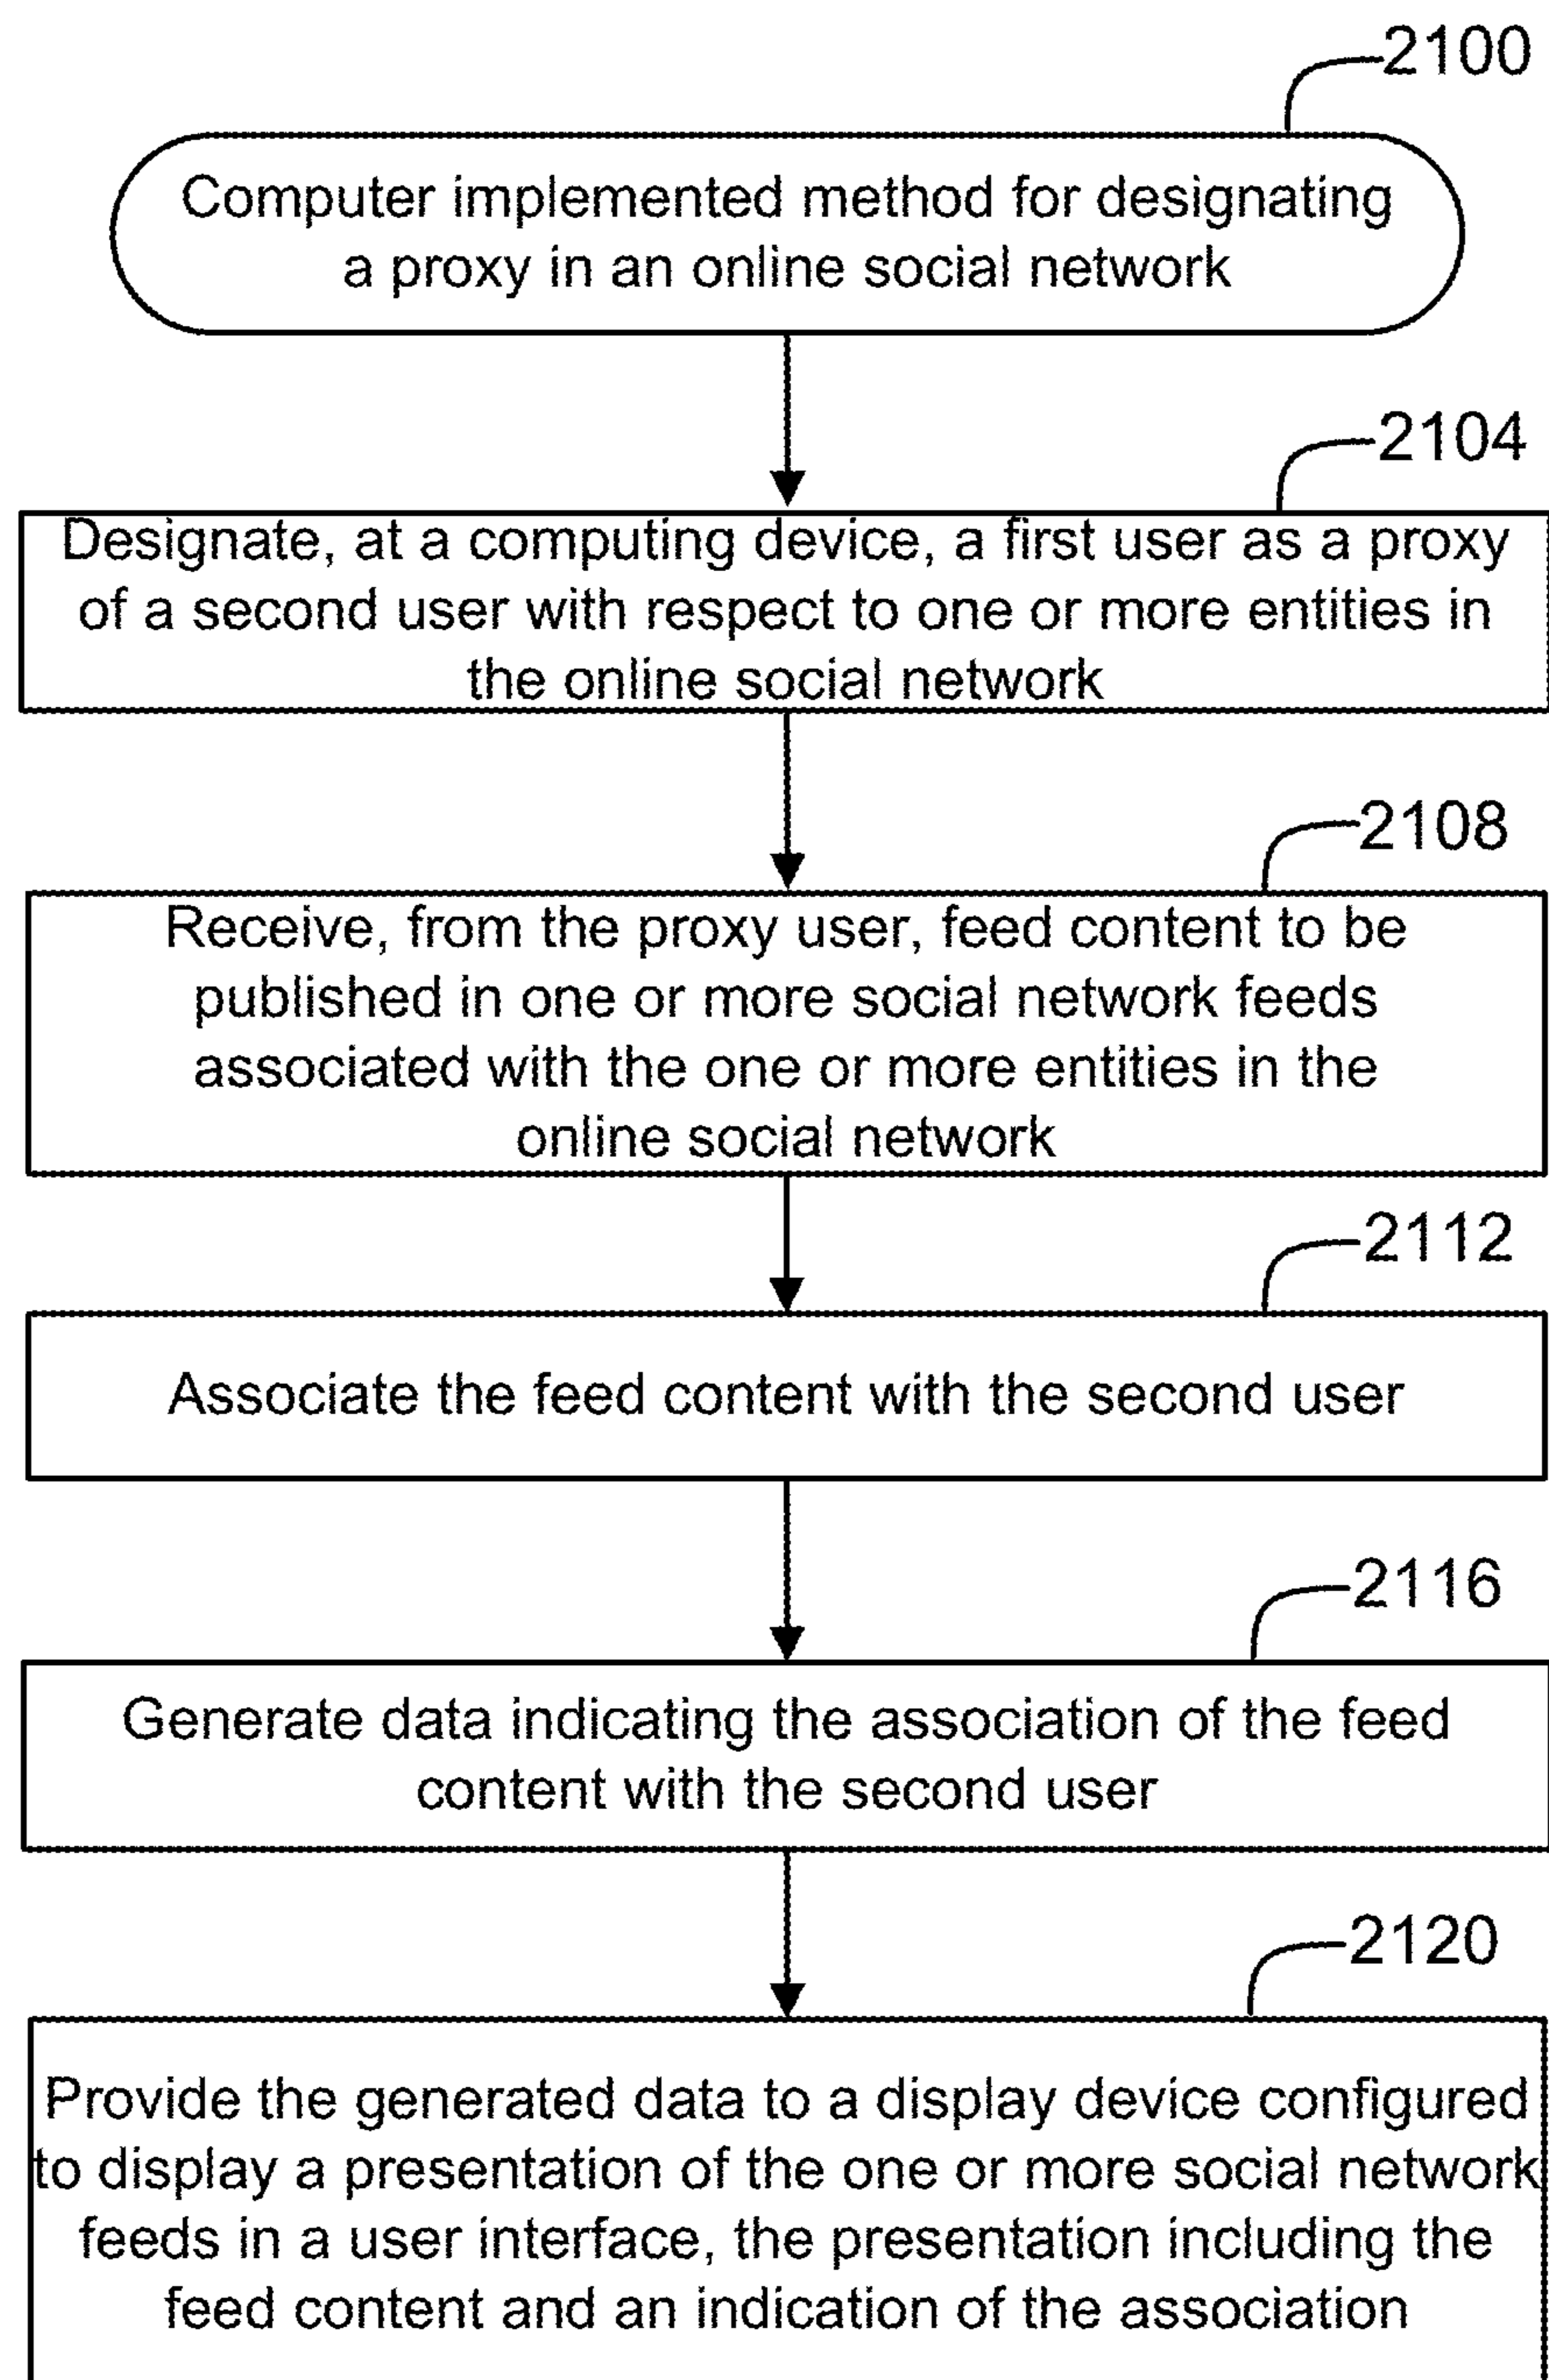 2100
Computer implemented method for designating
a proxy in an online social network
2104
Designate, at a computing device, a first user as a proxy
of a second user with respect to one or more entities in
the online social network
2108
Receive, from the proxy user, feed content to be
published in one or more social network feeds
associated with the one or more entities in the
online social network
2112
Associate the feed content with the second user
2116
Generate data indicating the association of the feed
content with the second user
2120
Provide the generated data to a display device configured
to display a presentation of the one or more social network
feeds in a user interface, the presentation including the
feed content and an indication of the association